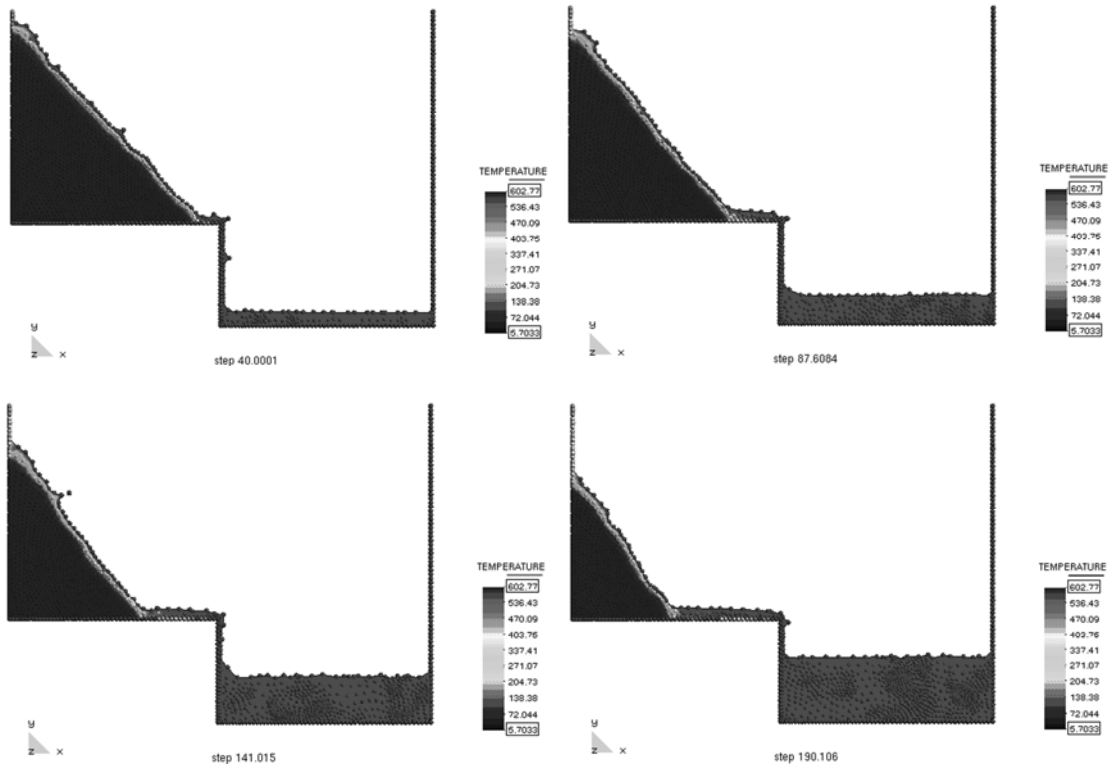 TEMPERATURE
602.77
536.43
470.09
403.75
337.41
271.07
204.73
138.38
72.044
5.7033
y
z x
step 40.0001
TEMPERATURE
602.77
536.43
470.09
403.75
337.41
271.07
204.73
138.38
72.044
5.7033
y
z x
step 87.6084
TEMPERATURE
602.77
536.43
470.09
403.76
337.41
271.07
204.73
138.38
72.044
5.7033
y
z x
step 141.015
TEMPERATURE
602.77
536.43
470.09
403.76
337.41
271.07
204.73
138.38
72.044
5.7033
y
z x
step 190.106